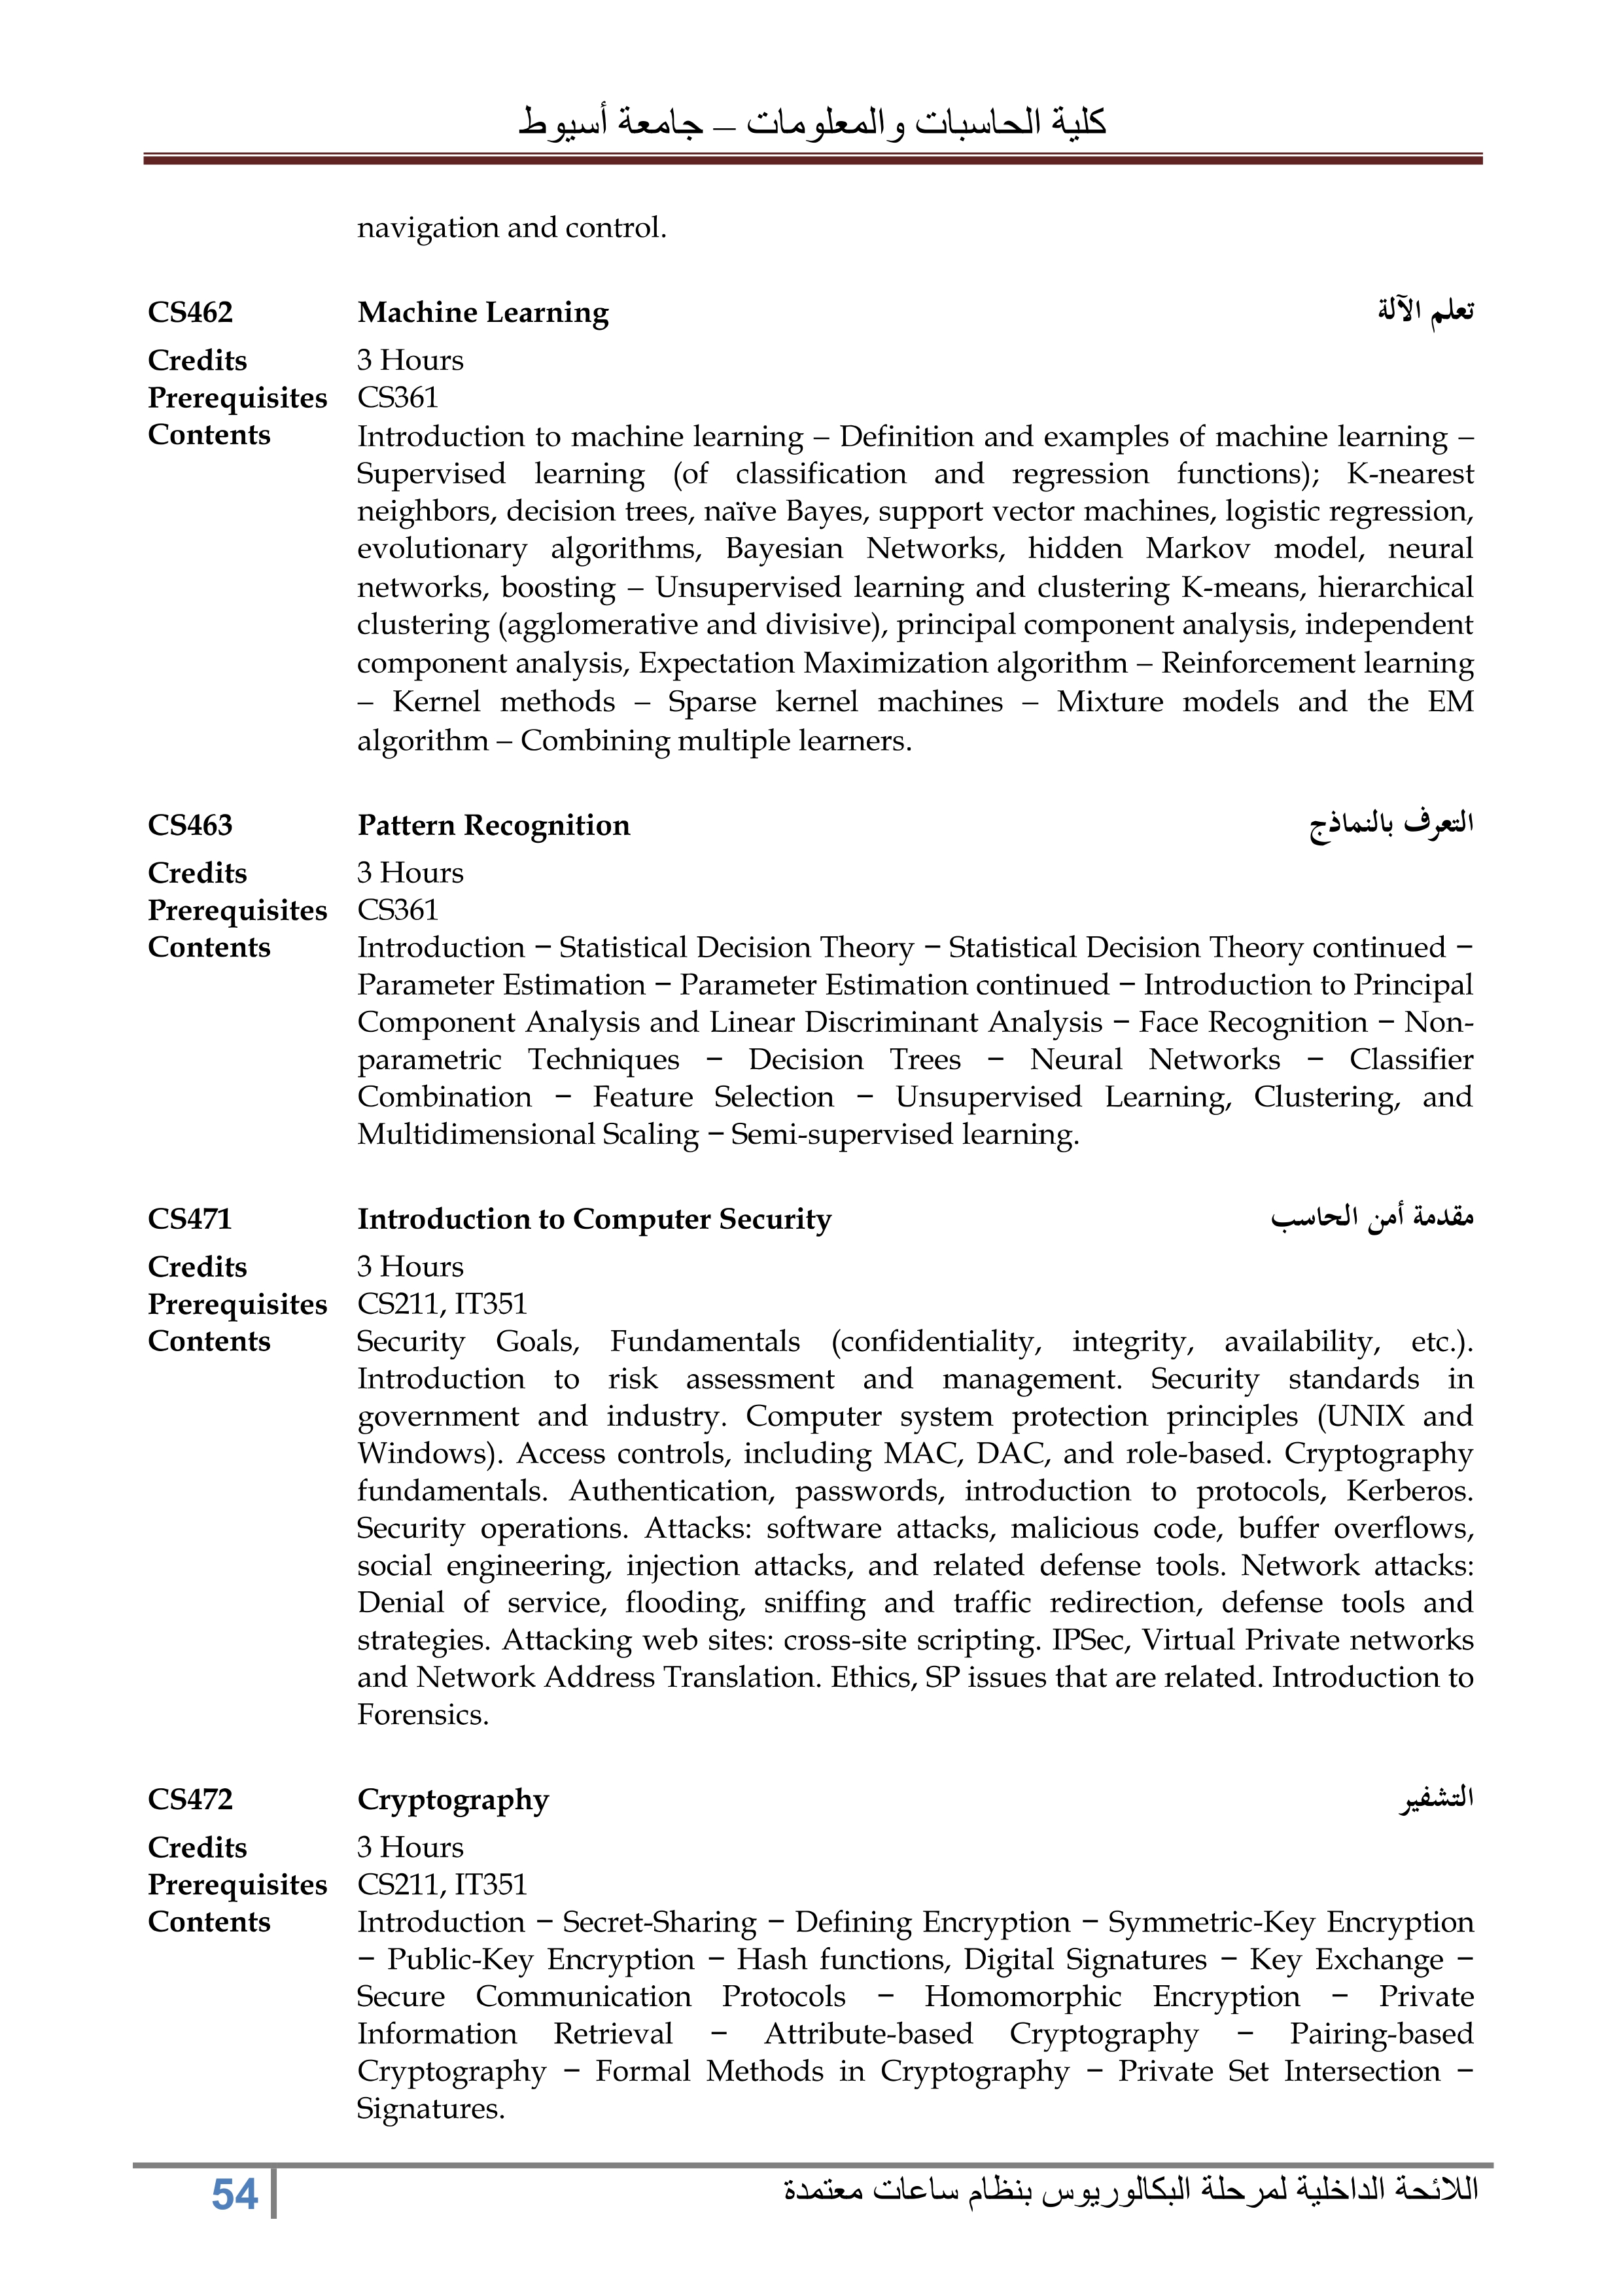 كلية الحاسبات والمعلومات – جامعة أسيوط
navigation and control.
CS462 Machine Learning تعلم الآلة
Credits 3 Hours
Prerequisites CS361
Contents Introduction to machine learning – Definition and examples of machine learning –
Supervised learning (of classification and regression functions); K-nearest
neighbors, decision trees, naïve Bayes, support vector machines, logistic regression,
evolutionary algorithms, Bayesian Networks, hidden Markov model, neural
networks, boosting – Unsupervised learning and clustering K-means, hierarchical
clustering (agglomerative and divisive), principal component analysis, independent
component analysis, Expectation Maximization algorithm – Reinforcement learning
– Kernel methods – Sparse kernel machines – Mixture models and the EM
algorithm – Combining multiple learners.
CS463 Pattern Recognition التعرف بالنماذج
Credits 3 Hours
Prerequisites CS361
Contents Introduction − Statistical Decision Theory − Statistical Decision Theory continued −
Parameter Estimation − Parameter Estimation continued − Introduction to Principal
Component Analysis and Linear Discriminant Analysis − Face Recognition − Non-
parametric Techniques − Decision Trees − Neural Networks − Classifier
Combination − Feature Selection − Unsupervised Learning, Clustering, and
Multidimensional Scaling − Semi-supervised learning.
CS471 Introduction to Computer Security مقدمة أمن الحاسب
Credits 3 Hours
Prerequisites CS211, IT351
Contents Security Goals, Fundamentals (confidentiality, integrity, availability, etc.).
Introduction to risk assessment and management. Security standards in
government and industry. Computer system protection principles (UNIX and
Windows). Access controls, including MAC, DAC, and role-based. Cryptography
fundamentals. Authentication, passwords, introduction to protocols, Kerberos.
Security operations. Attacks: software attacks, malicious code, buffer overflows,
social engineering, injection attacks, and related defense tools. Network attacks:
Denial of service, flooding, sniffing and traffic redirection, defense tools and
strategies. Attacking web sites: cross-site scripting. IPSec, Virtual Private networks
and Network Address Translation. Ethics, SP issues that are related. Introduction to
Forensics.
CS472 Cryptography التشفير
Credits 3 Hours
Prerequisites CS211, IT351
Contents Introduction − Secret-Sharing − Defining Encryption − Symmetric-Key Encryption
− Public-Key Encryption − Hash functions, Digital Signatures − Key Exchange −
Secure Communication Protocols − Homomorphic Encryption − Private
Information Retrieval − Attribute-based Cryptography − Pairing-based
Cryptography − Formal Methods in Cryptography − Private Set Intersection −
Signatures.
54 اللائحة الداخلية لمرحلة البكالوريوس بنظام ساعات معتمدة